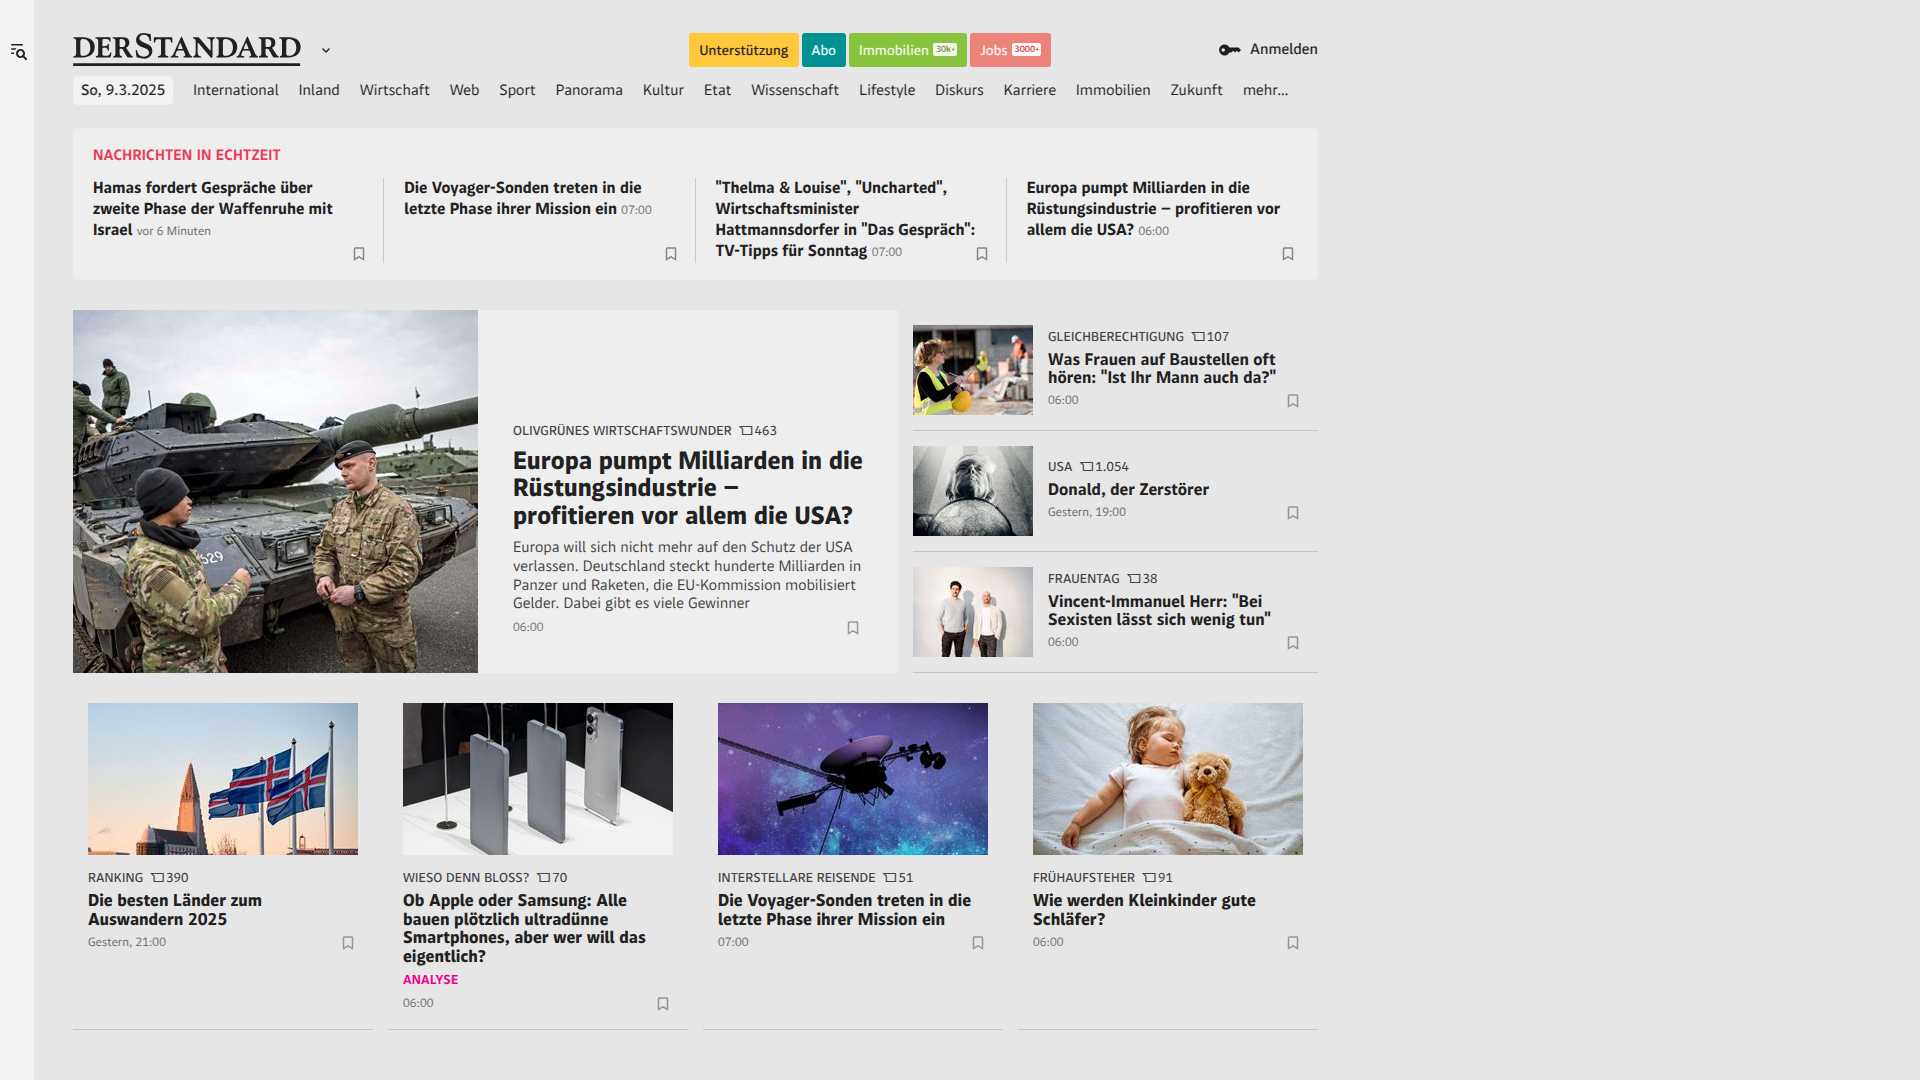 DERSTANDARD
Unterstützung
Abo
Immobilien 30k+
Jobs 3000+
Anmelden
So, 9.3.2025
International
Inland
Wirtschaft
Web
Sport
Panorama
Kultur
Etat
Wissenschaft
Lifestyle
Diskurs
Karriere
Immobilien
Zukunft
mehr...
NACHRICHTEN IN ECHTZEIT
Hamas fordert Gespräche über
zweite Phase der Waffenruhe mit
Israel vor 6 Minuten
Die Voyager-Sonden treten in die
letzte Phase ihrer Mission ein 07:00
"Thelma & Louise", "Uncharted",
Wirtschaftsminister
Hattmannsdorfer in "Das Gespräch":
TV-Tipps für Sonntag 07:00
Europa pumpt Milliarden in die
Rüstungsindustrie – profitieren vor
allem die USA? 06:00
529
OLIVGRÜNES WIRTSCHAFTSWUNDER 463
Europa pumpt Milliarden in die
Rüstungsindustrie –
profitieren vor allem die USA?
Europa will sich nicht mehr auf den Schutz der USA
verlassen. Deutschland steckt hunderte Milliarden in
Panzer und Raketen, die EU-Kommission mobilisiert
Gelder. Dabei gibt es viele Gewinner
06:00
GLEICHBERECHTIGUNG 107
Was Frauen auf Baustellen oft
hören: "Ist Ihr Mann auch da?"
06:00
USA 1.054
Donald, der Zerstörer
Gestern, 19:00
FRAUENTAG 38
Vincent-Immanuel Herr: "Bei
Sexisten lässt sich wenig tun"
06:00
RANKING 390
Die besten Länder zum
Auswandern 2025
Gestern, 21:00
WIESO DENN BLOSS? 70
Ob Apple oder Samsung: Alle
bauen plötzlich ultradünne
Smartphones, aber wer will das
eigentlich?
ANALYSE
06:00
INTERSTELLARE REISENDE 51
Die Voyager-Sonden treten in die
letzte Phase ihrer Mission ein
07:00
FRÜHAUFSTEHER 91
Wie werden Kleinkinder gute
Schläfer?
06:00